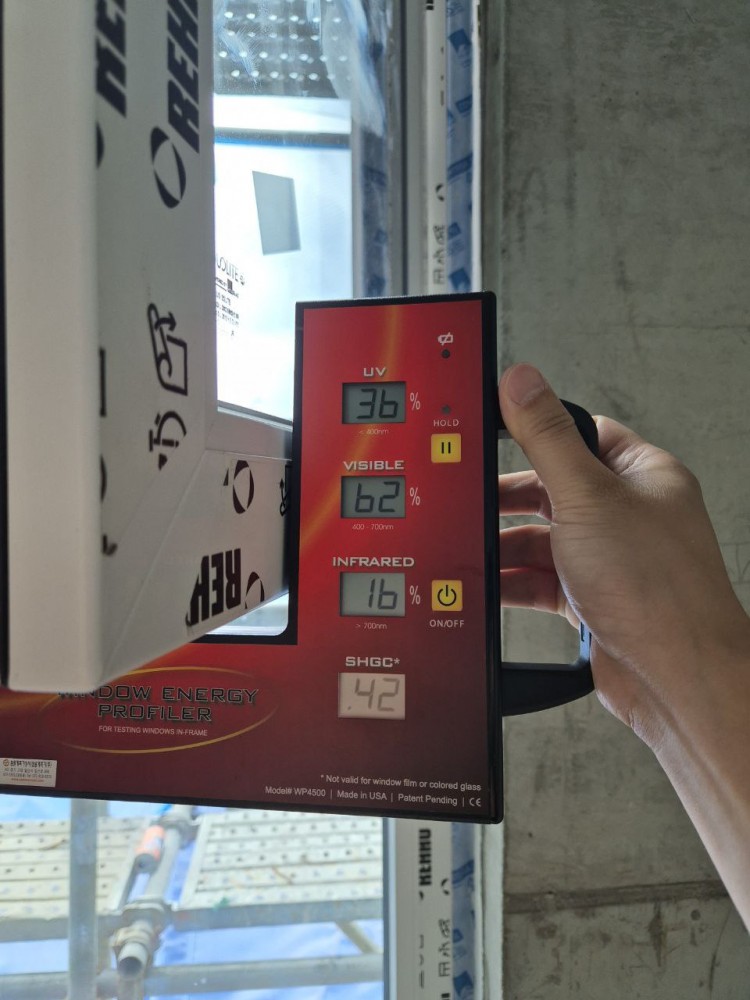 REHAU
UV
36 %
< 400nm
HOLD
VISIBLE
62 %
400 - 700nm
INFRARED
16 %
> 700nm
ON/OFF
SHGC*
.42
WINDOW ENERGY
PROFILER
FOR TESTING WINDOWS IN-FRAME
* Not valid for window film or colored glass
Model# WP4500 | Made in USA | Patent Pending | CE
REHAU